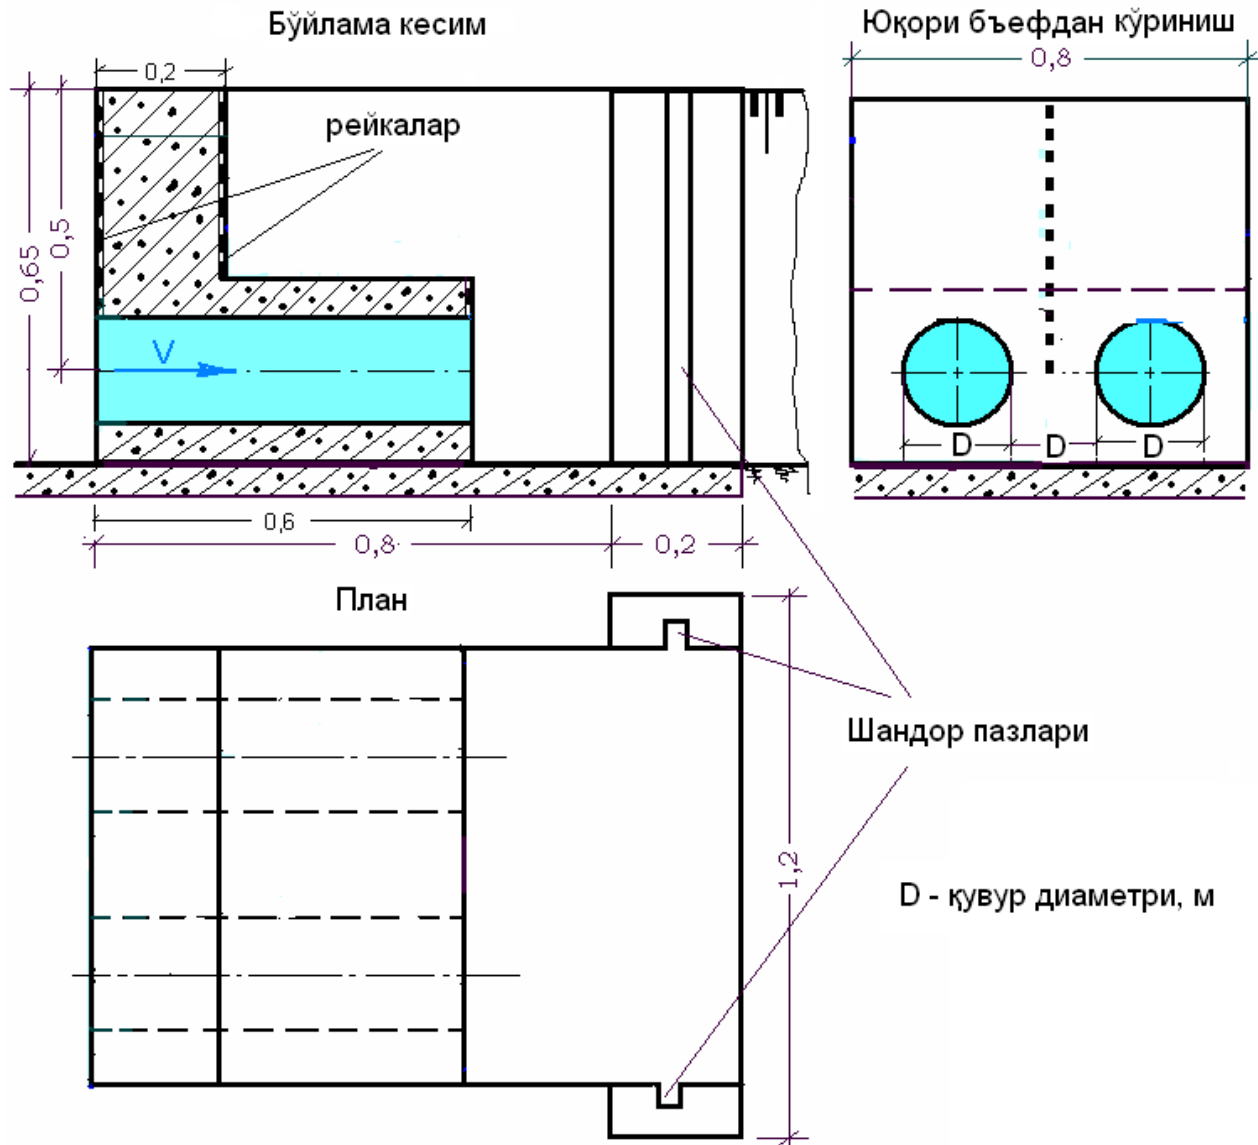 Бўйлама кесим
Юқори бъефдан кўриниш
0,2
0,8
рейкалар
0,65
0,5
V
D
D
D
0,6
0,8
0,2
План
1,2
Шандор пазлари
D - қувур диаметри, м